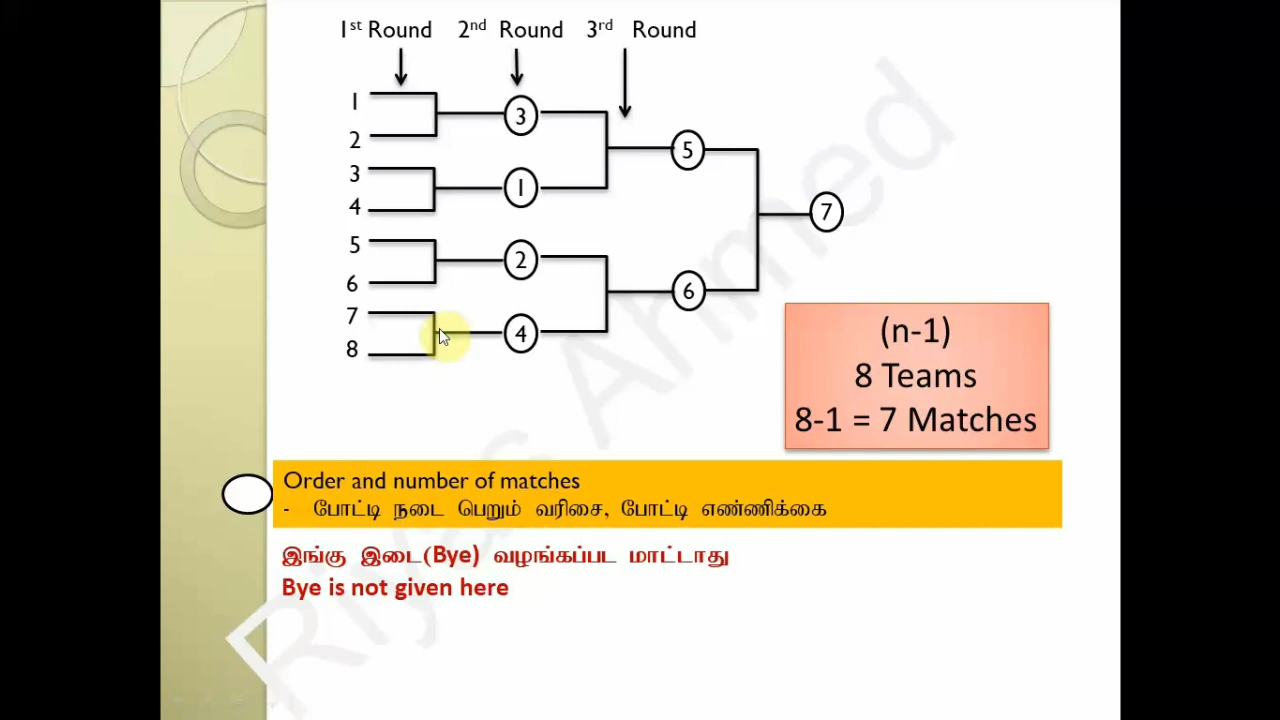 1st Round 2nd Round 3rd Round
1
2
3
4
5
6
7
8
3
1
2
4
5
6
7
(n-1)
8 Teams
8-1 = 7 Matches
Order and number of matches
- போட்டி நடை பெறும் வரிசை, போட்டி எண்ணிக்கை
இங்கு இடை(Bye) வழங்கப்பட மாட்டாது
Bye is not given here
Riyas Ahmed